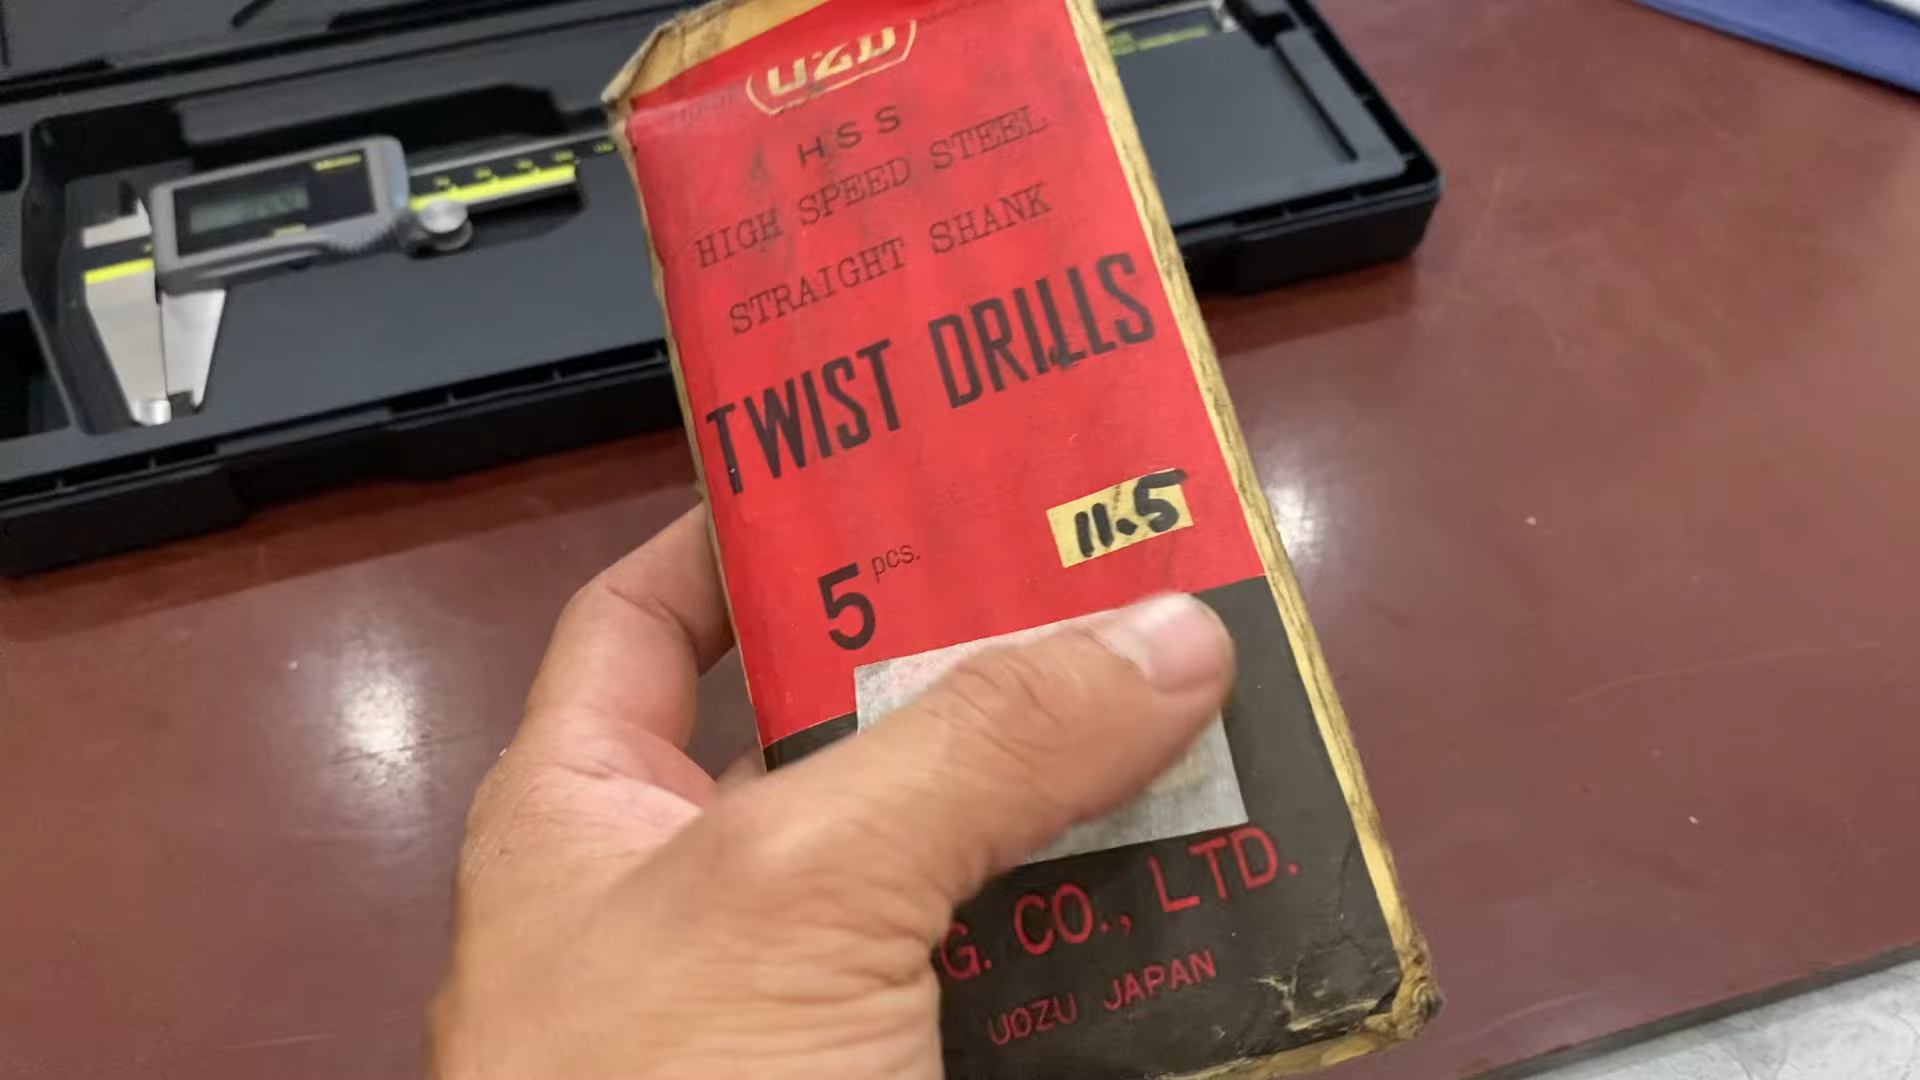 UZU
HSS
HIGH SPEED STEEL
STRAIGHT SHANK
TWIST DRILLS
11.5
5 pcs.
G. CO., LTD.
UOZU JAPAN